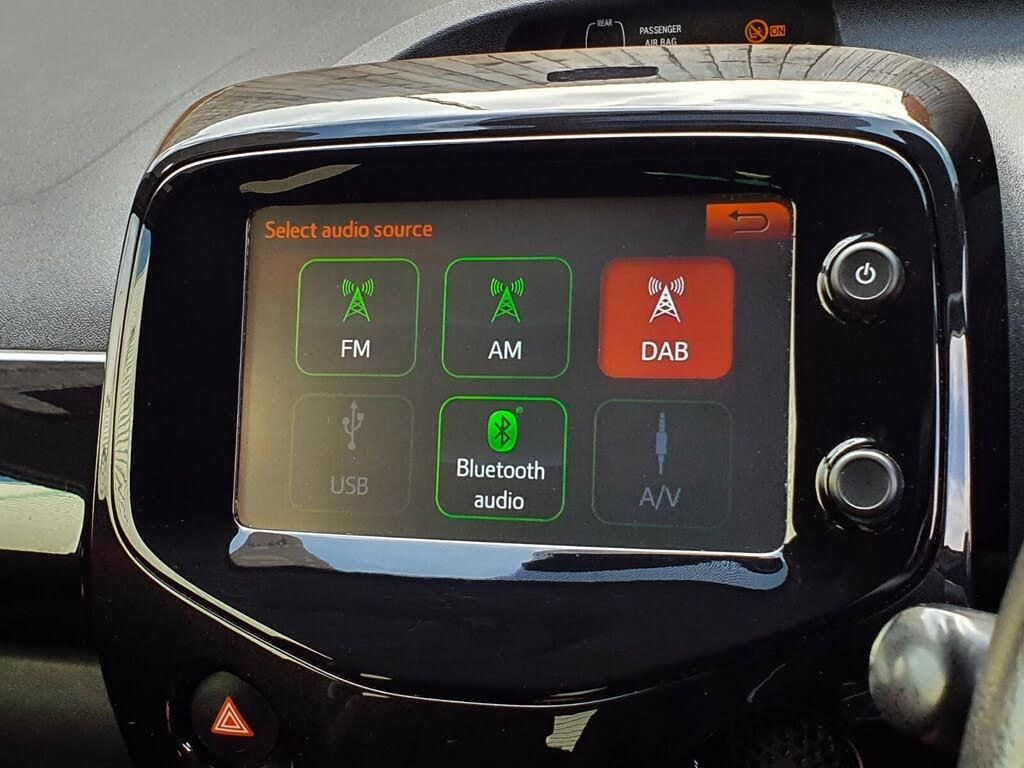 REAR
PASSENGER
AIR BAG
ON
Select audio source
FM
AM
DAB
USB
Bluetooth
audio
A/V